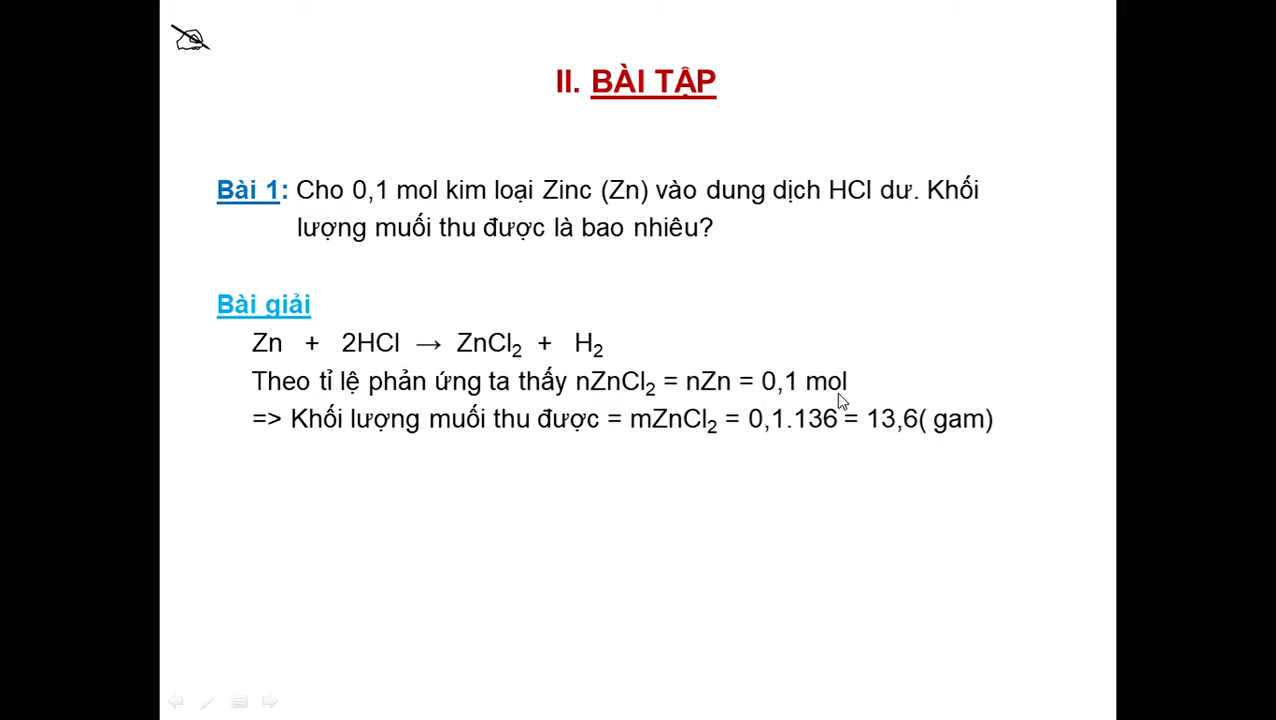 II. BÀI TẬP
Bài 1: Cho 0,1 mol kim loại Zinc (Zn) vào dung dịch HCl dư. Khối
lượng muối thu được là bao nhiêu?
Bài giải
Zn + 2HCl → ZnCl₂ + H₂
Theo tỉ lệ phản ứng ta thấy nZnCl₂ = nZn = 0,1 mol
=> Khối lượng muối thu được = mZnCl₂ = 0,1.136 = 13,6( gam)